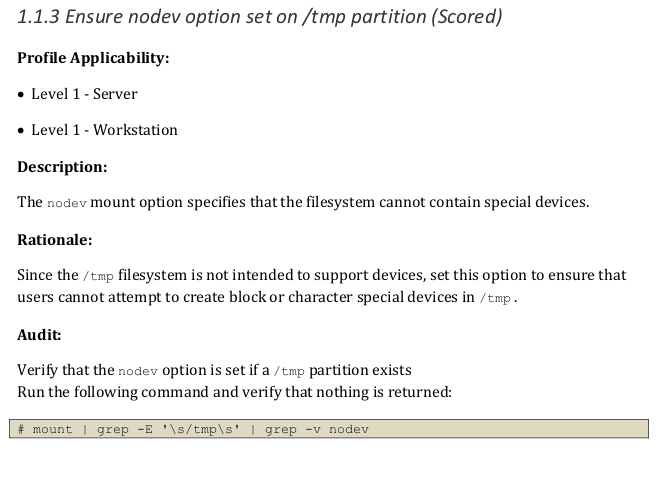 1.1.3 Ensure nodev option set on /tmp partition (Scored)
Profile Applicability:
• Level 1 - Server
• Level 1 - Workstation
Description:
The nodev mount option specifies that the filesystem cannot contain special devices.
Rationale:
Since the /tmp filesystem is not intended to support devices, set this option to ensure that
users cannot attempt to create block or character special devices in /tmp .
Audit:
Verify that the nodev option is set if a /tmp partition exists
Run the following command and verify that nothing is returned:
# mount | grep -E '\s/tmp\s' | grep -v nodev